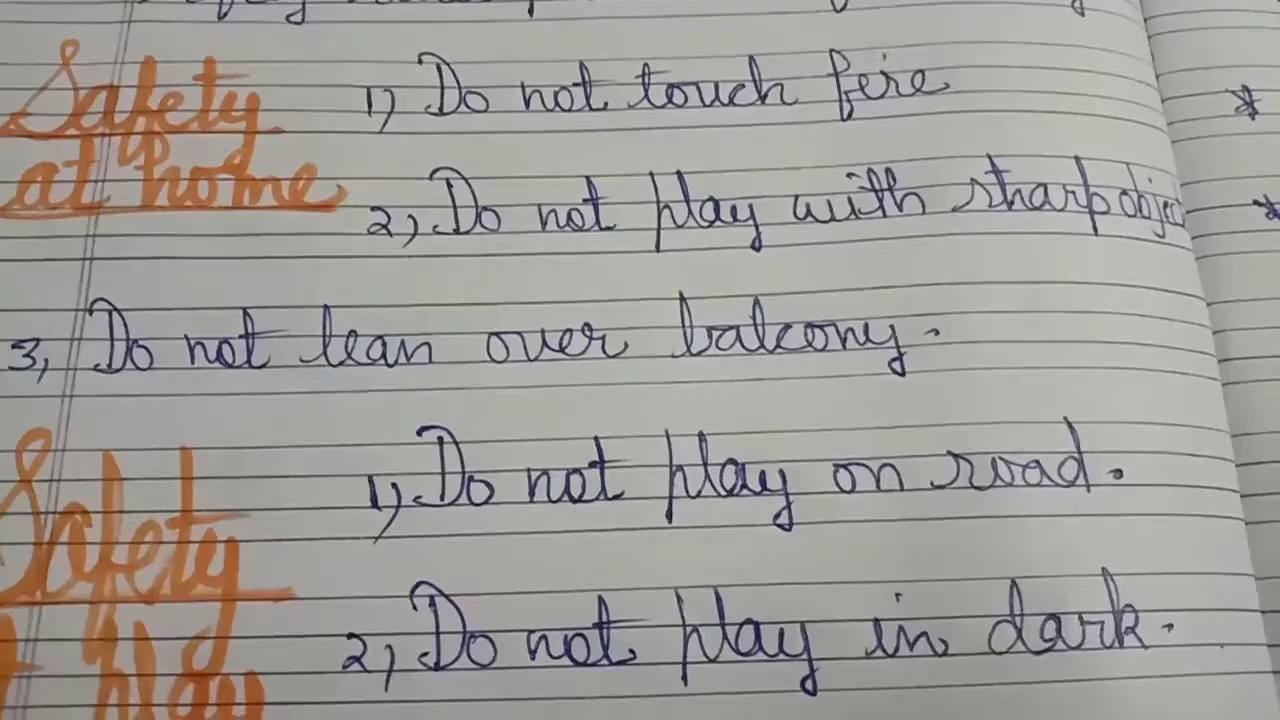 Safety
1) Do not touch fire
at home
2) Do not play with sharp
3) Do not lean over balcony.
Safety
1) Do not play on road.
2) Do not play in dark.
play